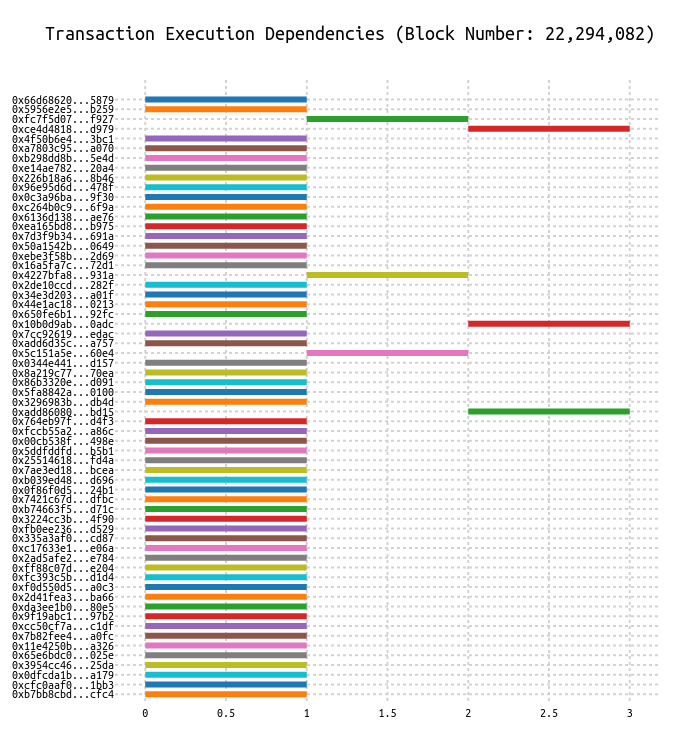 Transaction Execution Dependencies (Block Number: 22,294,082)
0x66d68620...5879
0x5956e2e5...b259
0xfc7f5d07...f927
0xce4d4818...d979
0x4f50b6e4...3bc1
0xa7803c95...a070
0xb298dd8b...5e4d
0xe14ae782...20a4
0x226b18a6...8b46
0x96e95d6d...478f
0x0c3a96ba...9f30
0xc264b0c9...6f9a
0x6136d138...ae76
0xea165bd8...b975
0x7d3f9b34...691a
0x50a1542b...0649
0xebe3f58b...2d69
0x16a5fa7c...72d1
0x4227bfa8...931a
0x2de10ccd...282f
0x34e3d203...a01f
0x44e1ac18...0213
0x650fe6b1...92fc
0x10b0d9ab...0adc
0x7cc92619...edac
0xadd6d35c...a757
0x5c151a5e...60e4
0x0344e441...d157
0x8a219c77...70ea
0x86b3320e...d091
0x5fa8842a...0100
0x3296983b...db4d
0xadd86080...bd15
0x764eb97f...d4f3
0xfccb55a2...a86c
0x00cb538f...498e
0x5ddfddfd...b5b1
0x25514618...fd4a
0x7ae3ed18...bcea
0xb039ed48...d696
0x0f86f0d5...24b1
0x7421c67d...dfbc
0xb74663f5...d71c
0x3224cc3b...4f90
0xfb0ee236...d529
0x335a3af0...cd87
0xc17633e1...e06a
0x2ad5afe2...e784
0xff88c07d...e204
0xfc393c5b...d1d4
0xf0d550d5...a0c3
0x2d41fea3...ba66
0xda3ee1b0...80e5
0x9f19abc1...97b2
0xcc50cf7a...c1df
0x7b82fee4...a0fc
0x11e4250b...a326
0x65e6bdc0...025e
0x3954cc46...25da
0x0dfcda1b...a179
0xcfc0aaf0...1bb3
0xb7bb8cbd...cfc4
0 0.5 1 1.5 2 2.5 3